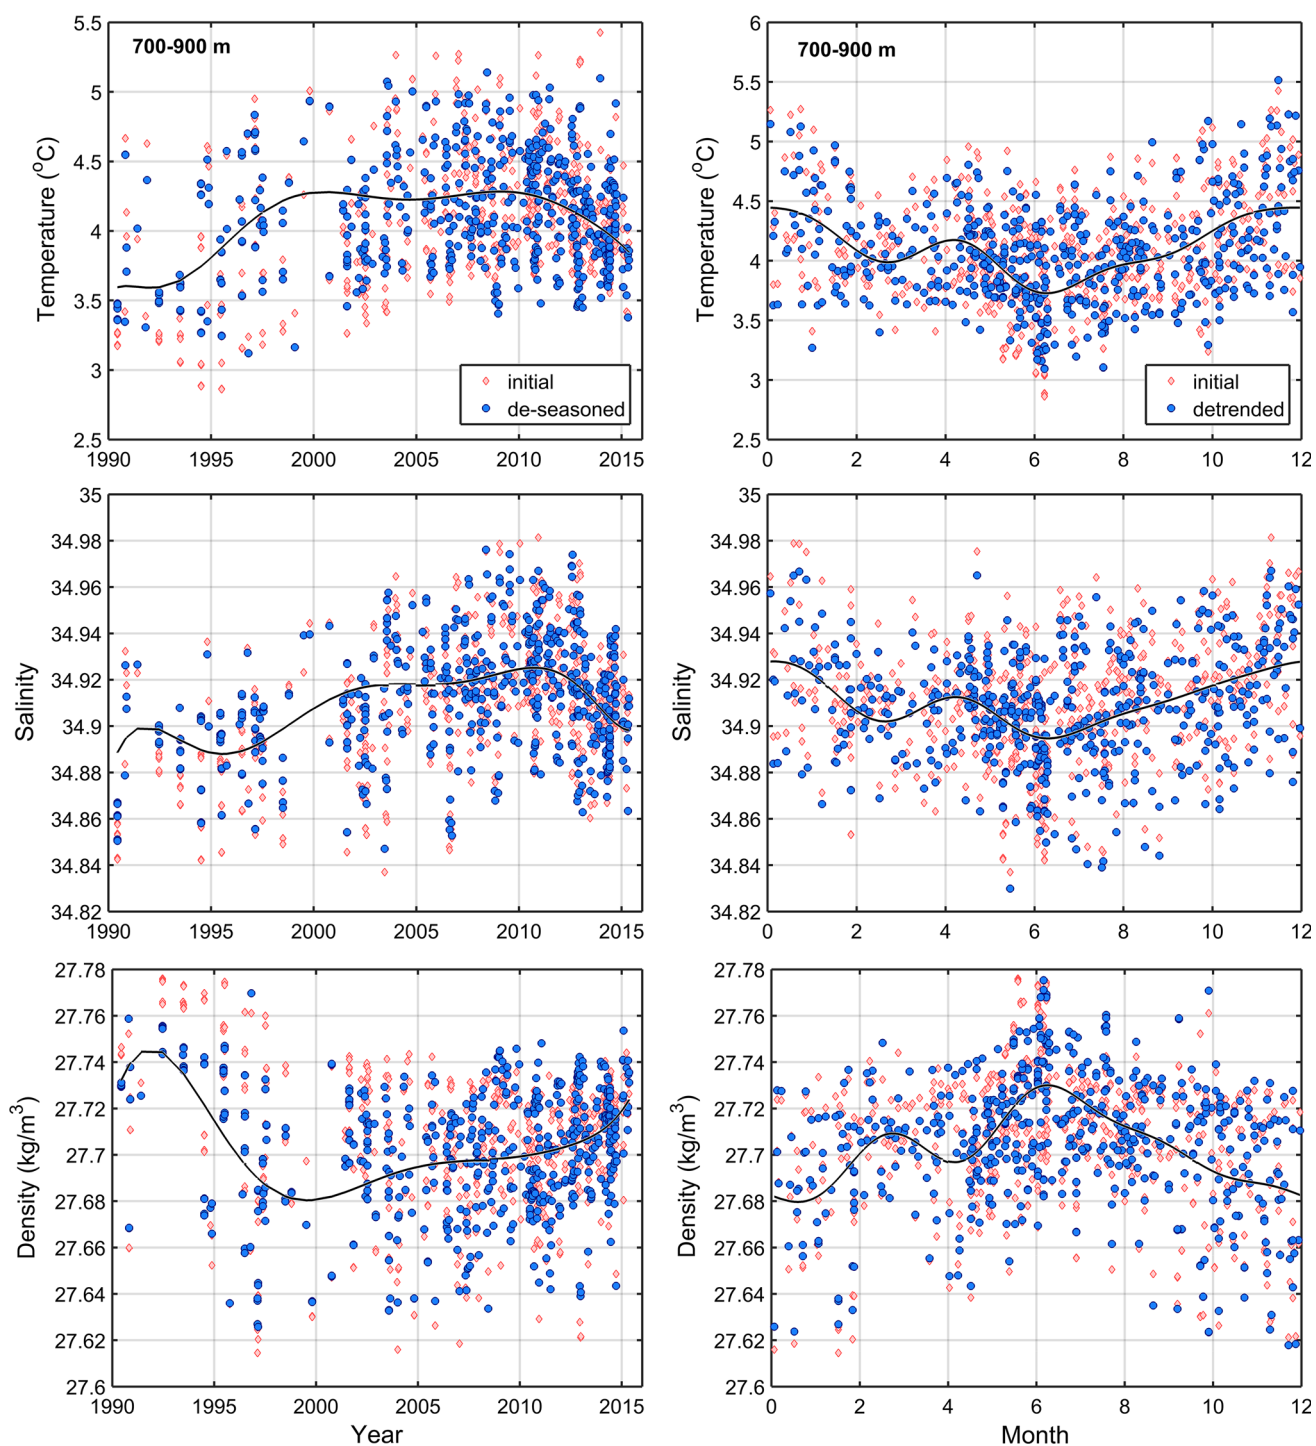 5.5
5
4.5
4
3.5
3
2.5
Temperature (°C)
700-900 m
initial
de-seasoned
1990 1995 2000 2005 2010 2015
6
5.5
5
4.5
4
3.5
3
2.5
Temperature (°C)
700-900 m
initial
detrended
0 2 4 6 8 10 12
35
34.98
34.96
34.94
34.92
34.9
34.88
34.86
34.84
34.82
Salinity
1990 1995 2000 2005 2010 2015
35
34.98
34.96
34.94
34.92
34.9
34.88
34.86
34.84
34.82
Salinity
0 2 4 6 8 10 12
27.78
27.76
27.74
27.72
27.7
27.68
27.66
27.64
27.62
27.6
Density (kg/m³)
1990 1995 2000 2005 2010 2015
Year
27.78
27.76
27.74
27.72
27.7
27.68
27.66
27.64
27.62
27.6
Density (kg/m³)
0 2 4 6 8 10 12
Month